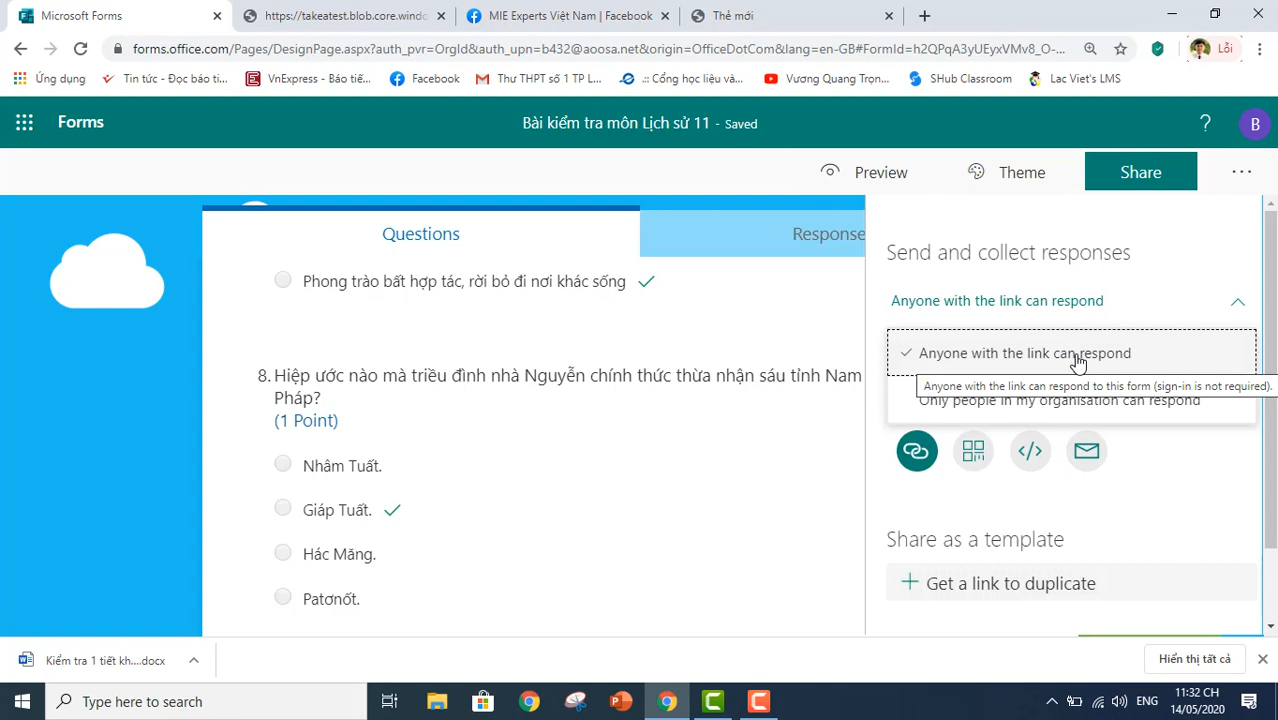 Microsoft Forms
https://takeatest.blob.core.windo
MIE Experts Việt Nam | Facebook
Thẻ mới
forms.office.com/Pages/DesignPage.aspx?auth_pvr=OrgId&auth_upn=b432@aoosa.net&origin=OfficeDotCom&lang=en-GB#FormId=h2QPqA3yUEyxVMv8_O-...
Lỗi
Ứng dụng
Tin tức - Đọc báo ti...
VnExpress - Báo tiế...
Facebook
Thư THPT số 1 TP L...
.:: Cổng học liệu và...
Vương Quang Trọn...
SHub Classroom
Lac Viet's LMS
Forms
Bài kiểm tra môn Lịch sử 11 - Saved
?
B
Preview
Theme
Share
Questions
Response
Phong trào bất hợp tác, rời bỏ đi nơi khác sống
8. Hiệp ước nào mà triều đình nhà Nguyễn chính thức thừa nhận sáu tỉnh Nam
Pháp?
(1 Point)
Nhâm Tuất.
Giáp Tuất.
Hác Măng.
Patơnốt.
Send and collect responses
Anyone with the link can respond
Anyone with the link can respond
Anyone with the link can respond to this form (sign-in is not required).
Only people in my organisation can respond
Share as a template
Get a link to duplicate
Kiểm tra 1 tiết kh....docx
Hiển thị tất cả
Type here to search
ENG
11:32 CH
14/05/2020